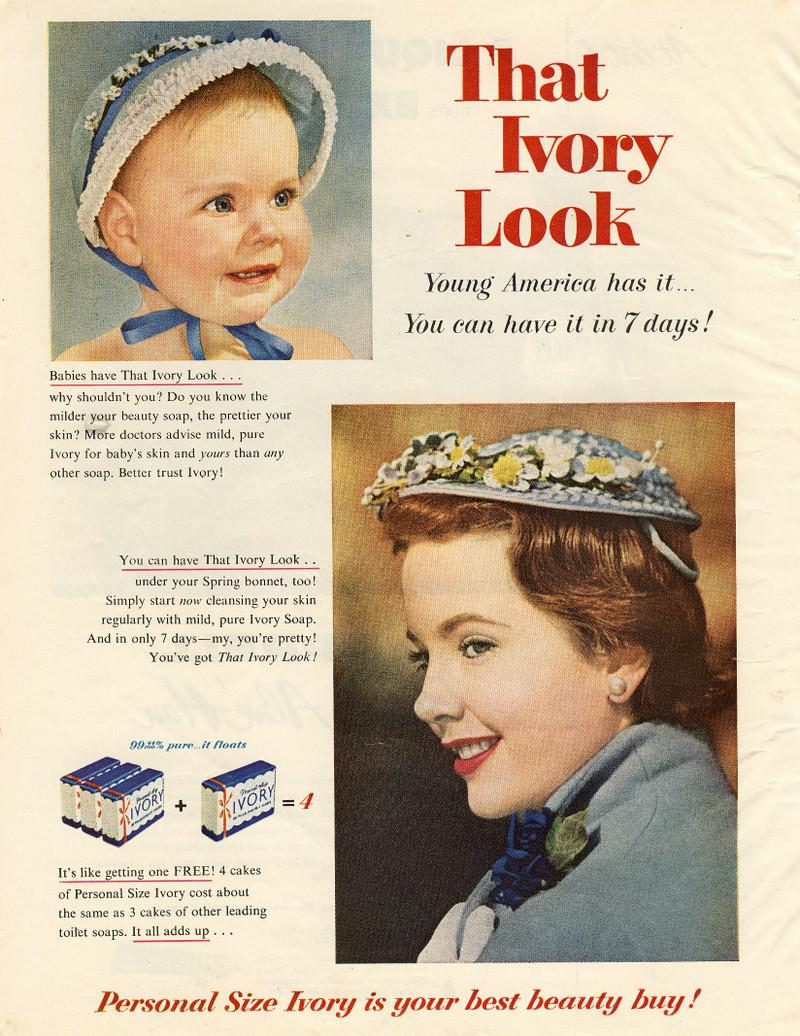 That
Ivory
Look
Young America has it...
You can have it in 7 days!
Babies have That Ivory Look . . .
why shouldn't you? Do you know the
milder your beauty soap, the prettier your
skin? More doctors advise mild, pure
Ivory for baby's skin and yours than any
other soap. Better trust Ivory!
You can have That Ivory Look . .
under your Spring bonnet, too!
Simply start now cleansing your skin
regularly with mild, pure Ivory Soap.
And in only 7 days—my, you're pretty!
You've got That Ivory Look!
99 44/100% pure...it floats
IVORY
+
Personal Size
IVORY
= 4
It's like getting one FREE! 4 cakes
of Personal Size Ivory cost about
the same as 3 cakes of other leading
toilet soaps. It all adds up . . .
Personal Size Ivory is your best beauty buy!